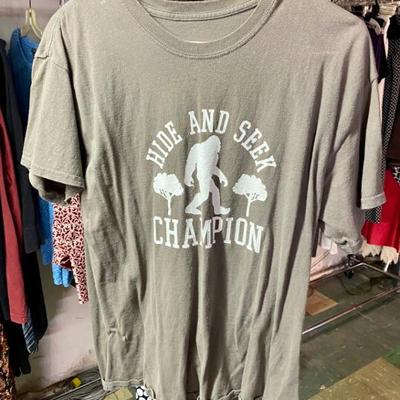 HIDE AND SEEK
CHAMPION